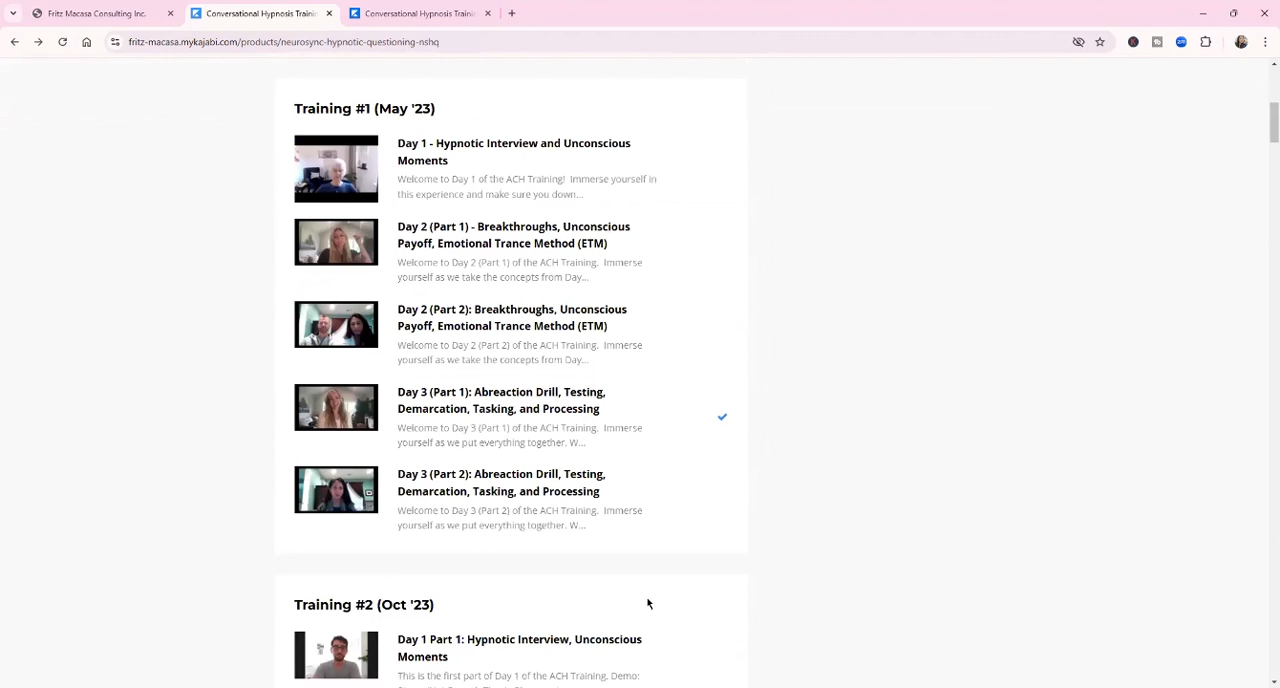 Fritz Macasa Consulting Inc.
Conversational Hypnosis Trainin
Conversational Hypnosis Trainin
fritz-macasa.mykajabi.com/products/neurosync-hypnotic-questioning-nshq
Training #1 (May '23)
Day 1 - Hypnotic Interview and Unconscious
Moments
Welcome to Day 1 of the ACH Training! Immerse yourself in
this experience and make sure you down...
Day 2 (Part 1) - Breakthroughs, Unconscious
Payoff, Emotional Trance Method (ETM)
Welcome to Day 2 (Part 1) of the ACH Training. Immerse
yourself as we take the concepts from Day...
Day 2 (Part 2): Breakthroughs, Unconscious
Payoff, Emotional Trance Method (ETM)
Welcome to Day 2 (Part 2) of the ACH Training. Immerse
yourself as we take the concepts from Day...
Day 3 (Part 1): Abreaction Drill, Testing,
Demarcation, Tasking, and Processing
Welcome to Day 3 (Part 1) of the ACH Training. Immerse
yourself as we put everything together. W...
Day 3 (Part 2): Abreaction Drill, Testing,
Demarcation, Tasking, and Processing
Welcome to Day 3 (Part 2) of the ACH Training. Immerse
yourself as we put everything together. W...
Training #2 (Oct '23)
Day 1 Part 1: Hypnotic Interview, Unconscious
Moments
This is the first part of Day 1 of the ACH Training. Demo: